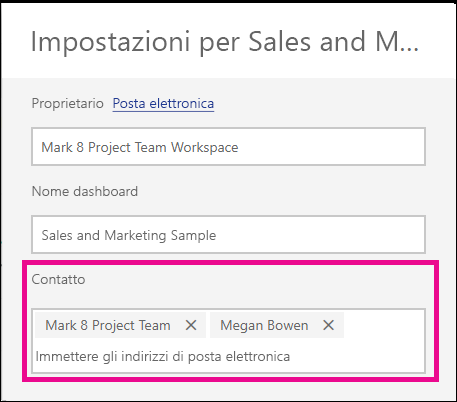 Impostazioni per Sales and M...
Proprietario Posta elettronica
Mark 8 Project Team Workspace
Nome dashboard
Sales and Marketing Sample
Contatto
Mark 8 Project Team Megan Bowen
Immettere gli indirizzi di posta elettronica